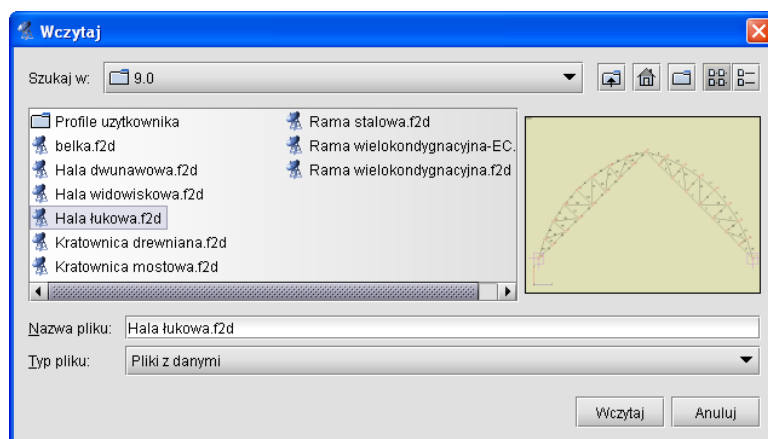 Wczytaj
Szukaj w: 9.0
Profile uzytkownika
belka.f2d
Hala dwunawowa.f2d
Hala widowiskowa.f2d
Hala łukowa.f2d
Kratownica drewniana.f2d
Kratownica mostowa.f2d
Rama stalowa.f2d
Rama wielokondygnacyjna-EC.
Rama wielokondygnacyjna.f2d
Nazwa pliku: Hala łukowa.f2d
Typ pliku: Pliki z danymi
Wczytaj Anuluj